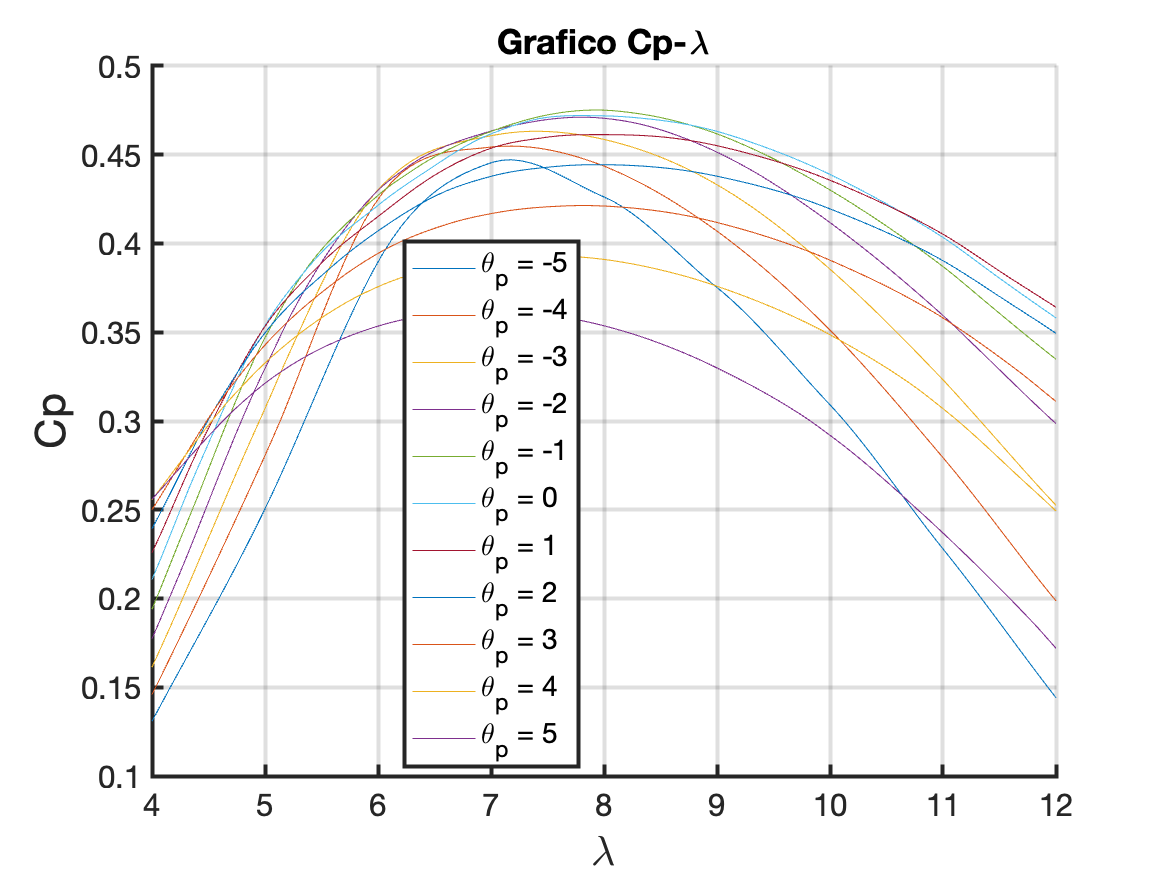 Grafico Cp-λ
0.5
0.45
0.4
0.35
0.3
0.25
0.2
0.15
0.1
Cp
θp = -5
θp = -4
θp = -3
θp = -2
θp = -1
θp = 0
θp = 1
θp = 2
θp = 3
θp = 4
θp = 5
4 5 6 7 8 9 10 11 12
λ